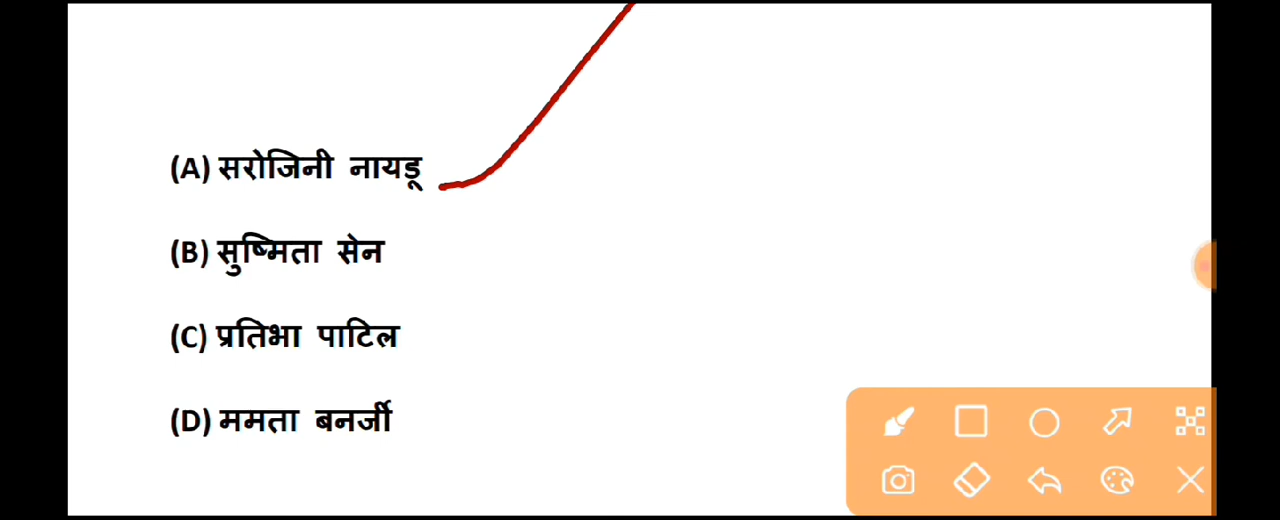 (A) सरोजिनी नायडू
(B) सुष्मिता सेन
(C) प्रतिभा पाटिल
(D) ममता बनर्जी